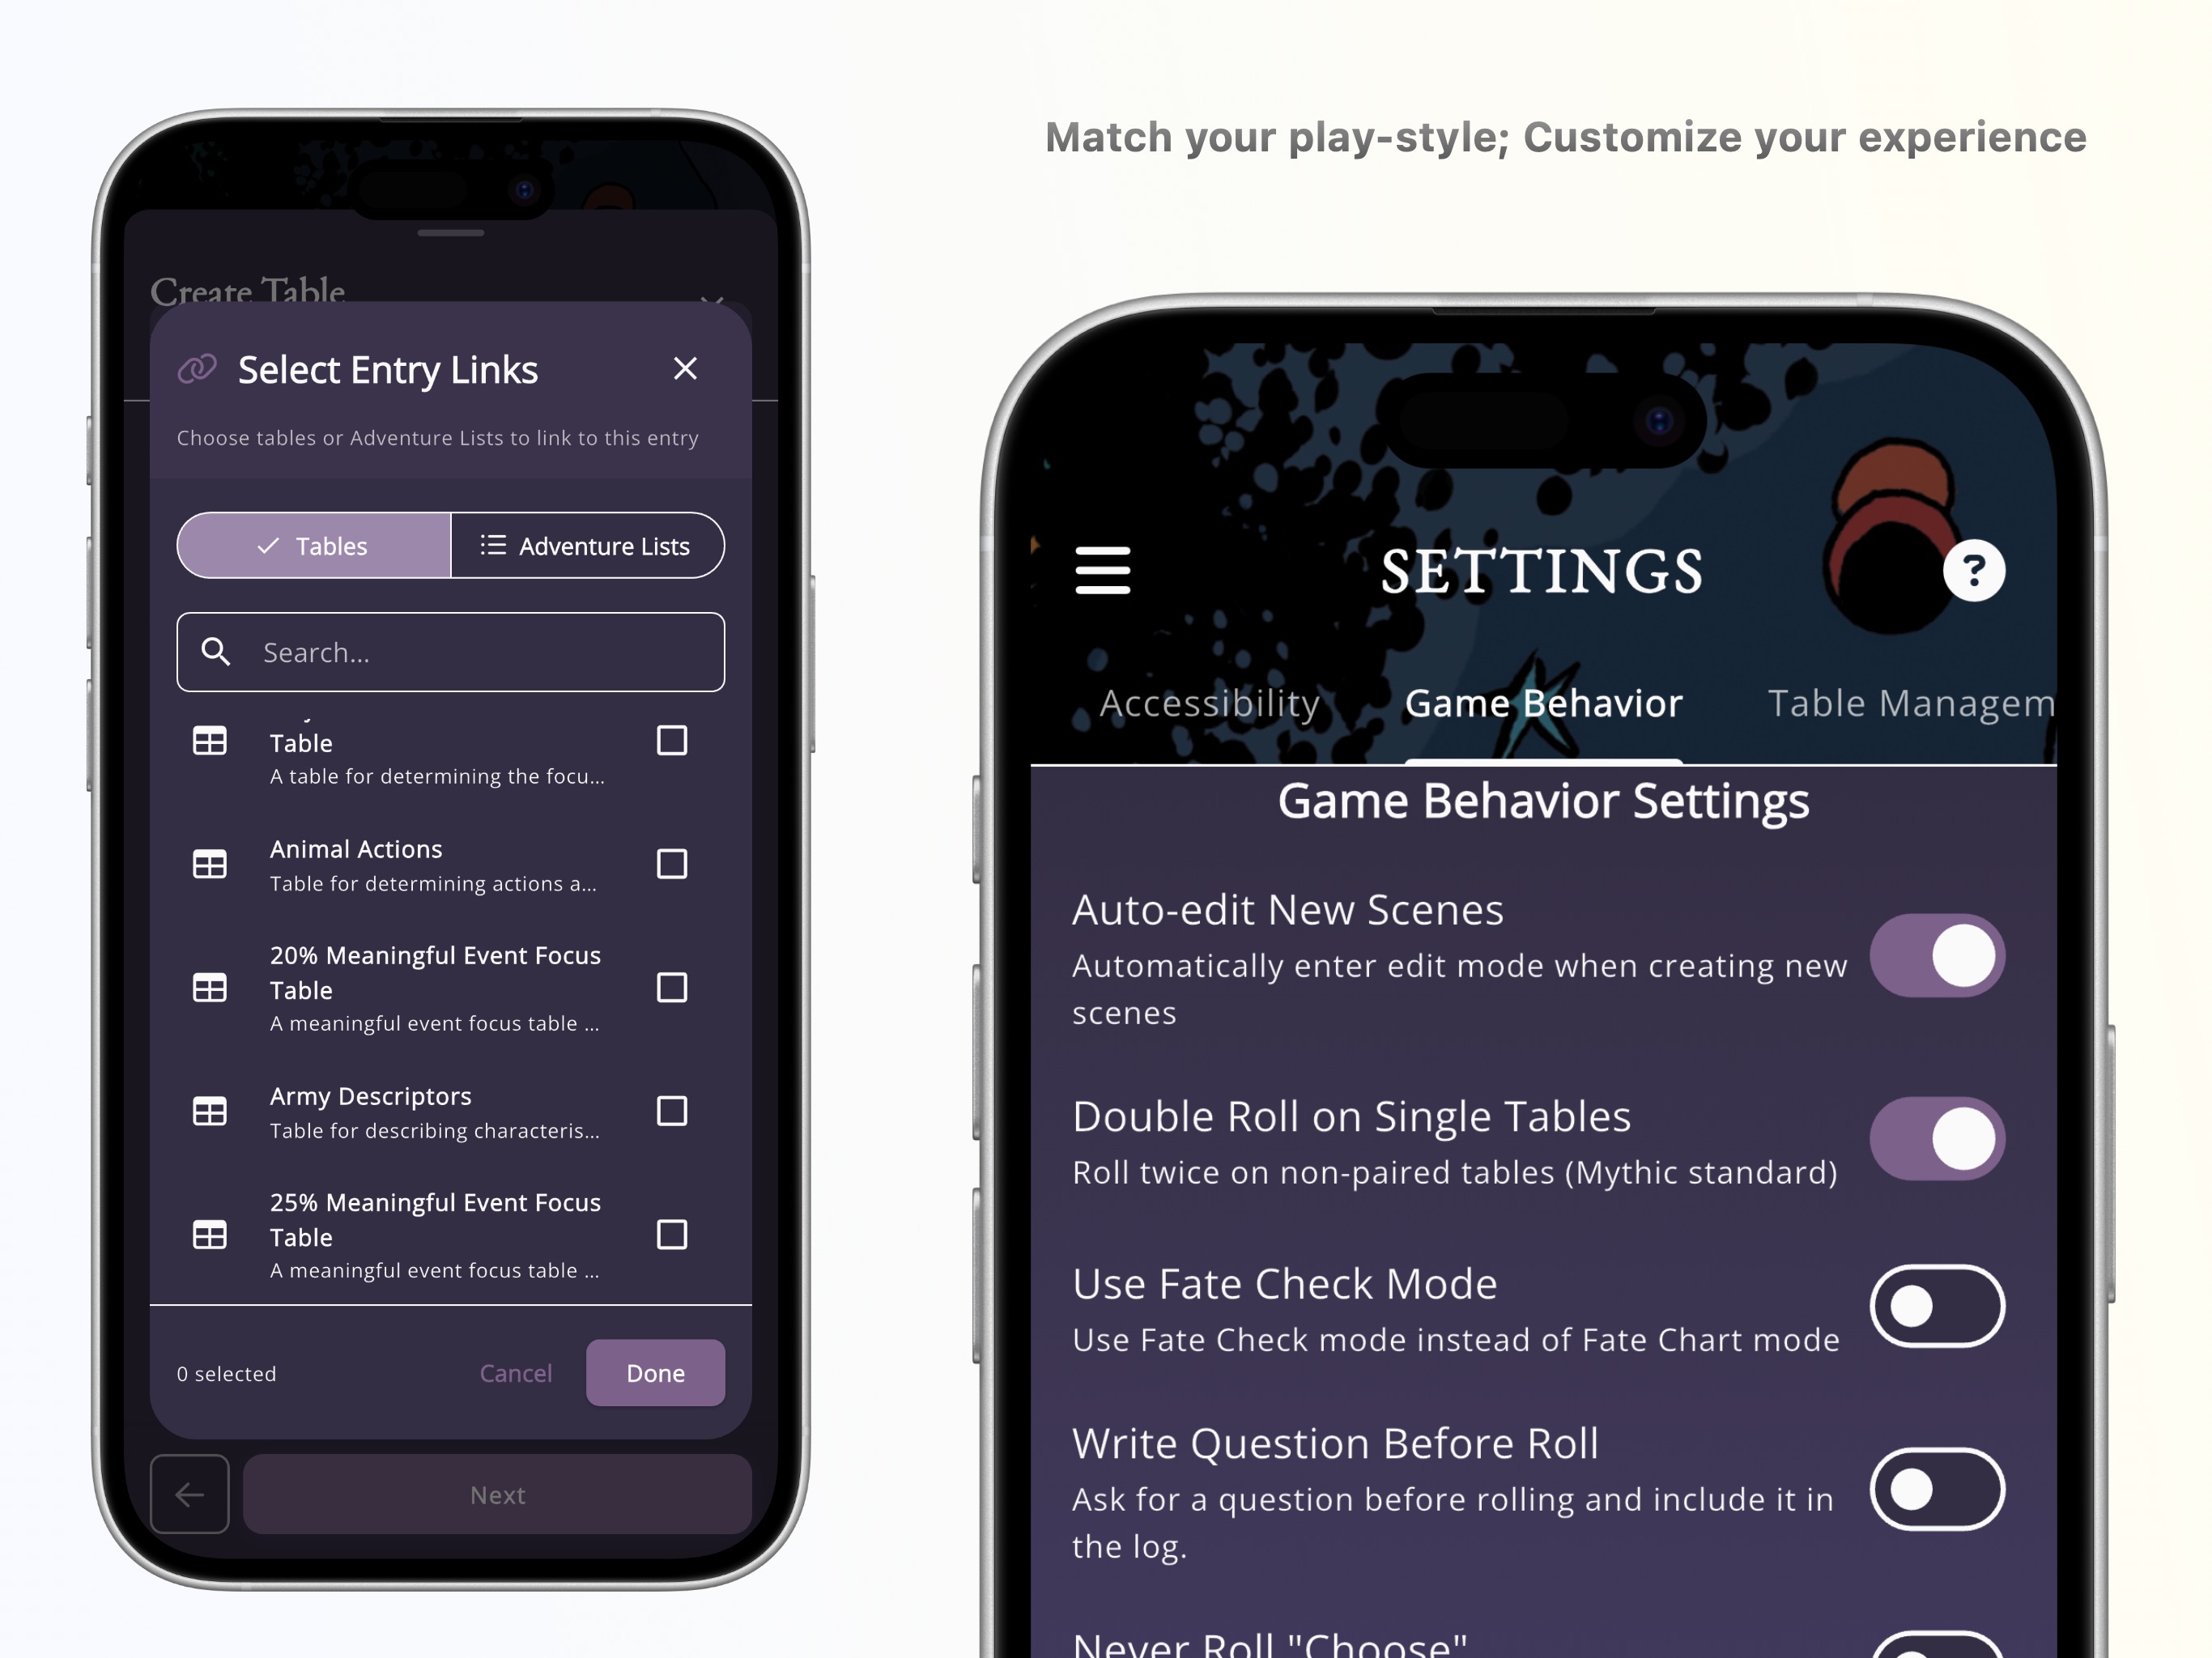 Match your play-style; Customize your experience
Create Table
Select Entry Links
Choose tables or Adventure Lists to link to this entry
Tables
Adventure Lists
Search...
Table
A table for determining the focu...
Animal Actions
Table for determining actions a...
20% Meaningful Event Focus
Table
A meaningful event focus table ...
Army Descriptors
Table for describing characteris...
25% Meaningful Event Focus
Table
A meaningful event focus table ...
0 selected
Cancel
Done
Next
SETTINGS
?
Accessibility
Game Behavior
Table Managem
Game Behavior Settings
Auto-edit New Scenes
Automatically enter edit mode when creating new
scenes
Double Roll on Single Tables
Roll twice on non-paired tables (Mythic standard)
Use Fate Check Mode
Use Fate Check mode instead of Fate Chart mode
Write Question Before Roll
Ask for a question before rolling and include it in
the log.
Never Roll "Choose"